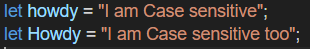 let howdy = "I am Case sensitive";
let Howdy = "I am Case sensitive too";